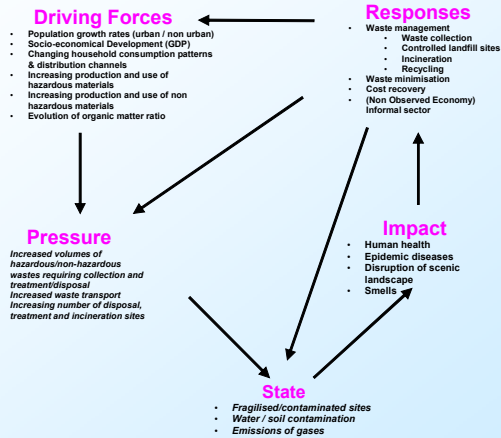 Driving Forces
• Population growth rates (urban / non urban)
• Socio-economical Development (GDP)
• Changing household consumption patterns
& distribution channels
• Increasing production and use of
hazardous materials
• Increasing production and use of non
hazardous materials
• Evolution of organic matter ratio
Responses
• Waste management
• Waste collection
• Controlled landfill sites
• Incineration
• Recycling
• Waste minimisation
• Cost recovery
• (Non Observed Economy)
Informal sector
Pressure
Increased volumes of
hazardous/non-hazardous
wastes requiring collection and
treatment/disposal
Increased waste transport
Increasing number of disposal,
treatment and incineration sites
Impact
• Human health
• Epidemic diseases
• Disruption of scenic
landscape
• Smells
State
• Fragilised/contaminated sites
• Water / soil contamination
• Emissions of gases